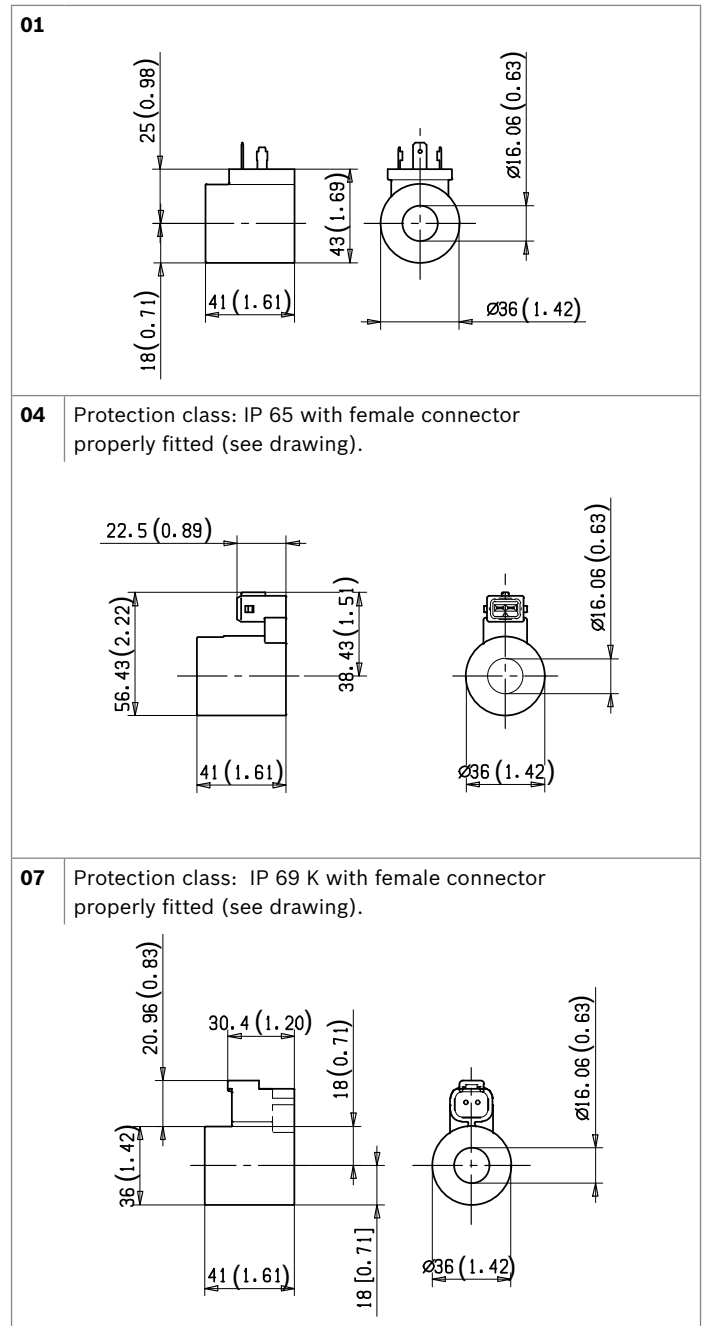 01
25 (0.98)
Ø16.06 (0.63)
43 (1.69)
41 (1.61)
18(0.71)
Ø36 (1.42)
04 Protection class: IP 65 with female connector
properly fitted (see drawing).
22.5 (0.89)
56.43 (2.22)
38.43 (1.51)
Ø16.06 (0.63)
41 (1.61)
Ø36 (1.42)
07 Protection class: IP 69 K with female connector
properly fitted (see drawing).
20.96 (0.83)
30.4 (1.20)
18 (0.71)
Ø16.06 (0.63)
36 (1.42)
18 [0.71]
41 (1.61)
Ø36 (1.42)